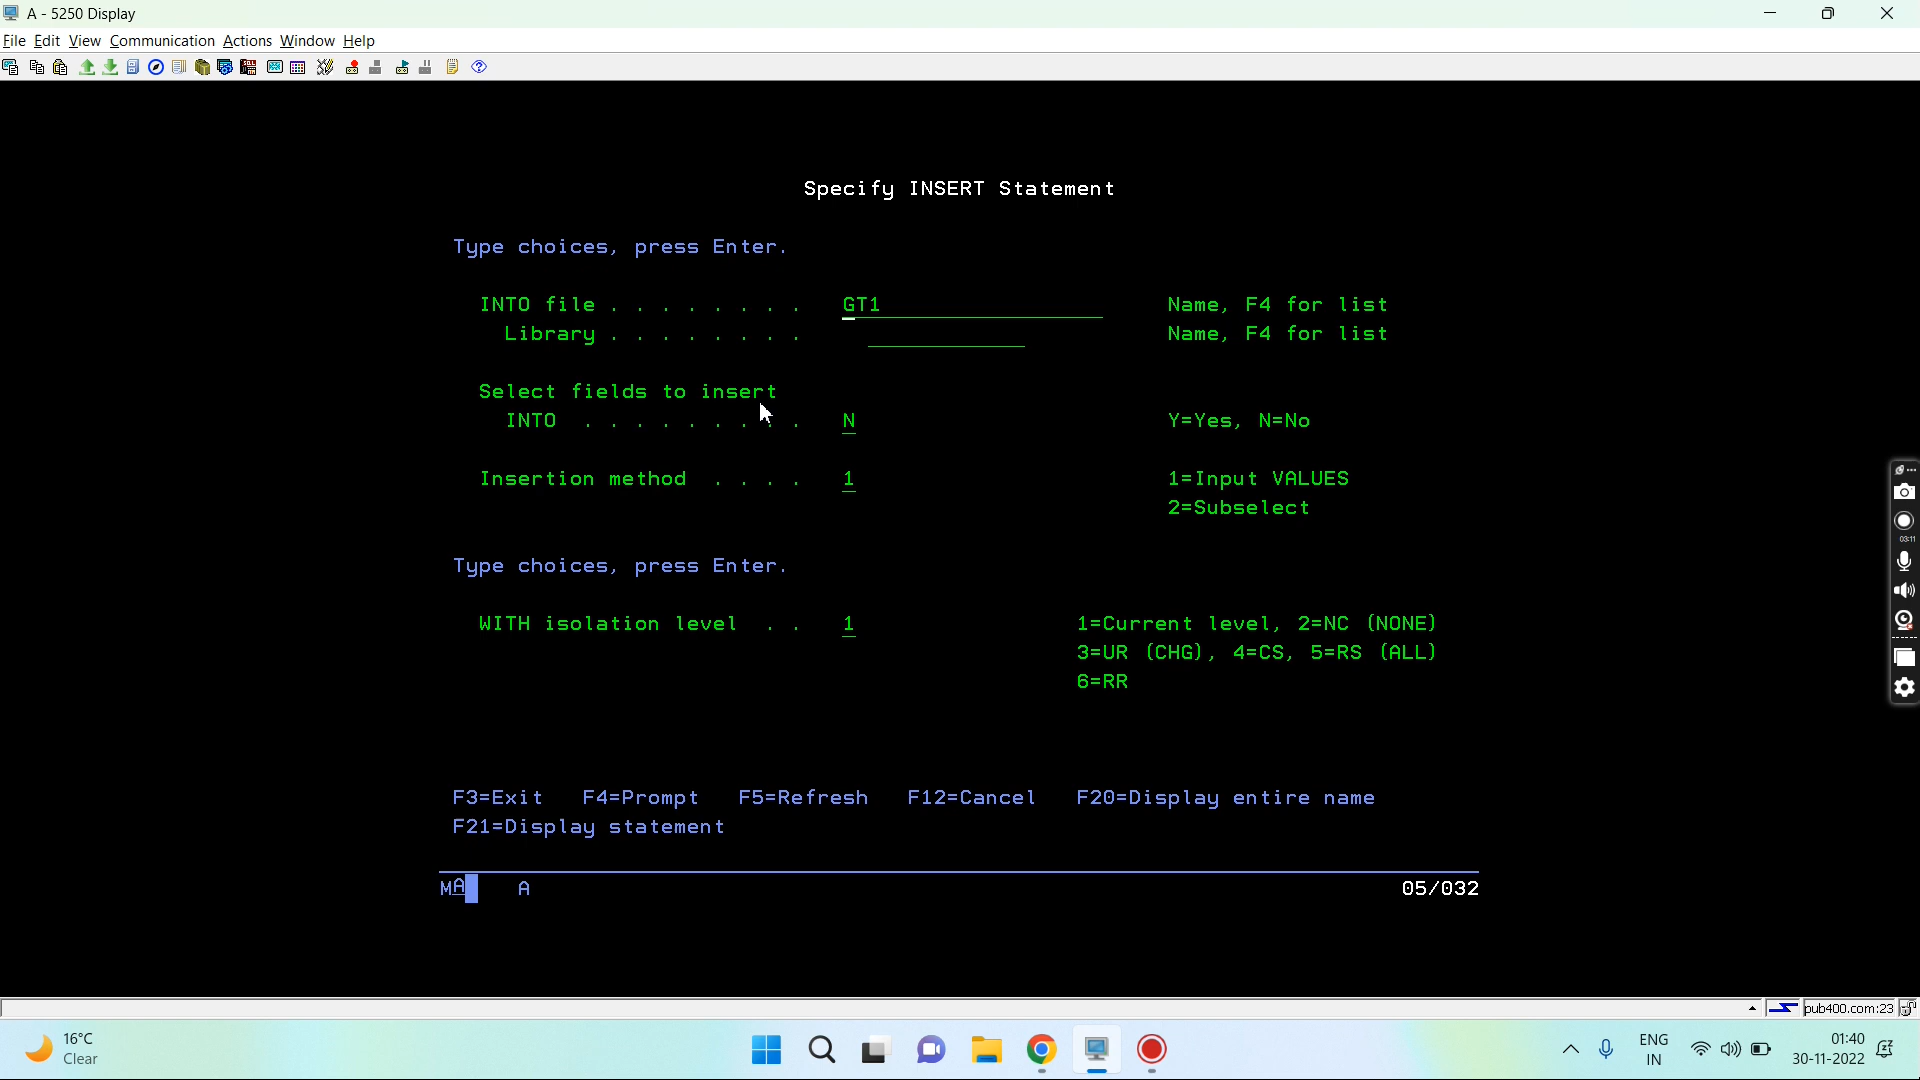 A - 5250 Display
File Edit View Communication Actions Window Help
Specify INSERT Statement
Type choices, press Enter.
INTO file . . . . . . . . GT1 Name, F4 for list
Library . . . . . . . . Name, F4 for list
Select fields to insert
INTO . . . . . . . . . N Y=Yes, N=No
Insertion method . . . . 1 1=Input VALUES
2=Subselect
Type choices, press Enter.
WITH isolation level . . 1 1=Current level, 2=NC (NONE)
3=UR (CHG), 4=CS, 5=RS (ALL)
6=RR
F3=Exit F4=Prompt F5=Refresh F12=Cancel F20=Display entire name
F21=Display statement
MA A 05/032
03:11
pub400.com:23
16°C
Clear
ENG
IN
01:40
30-11-2022